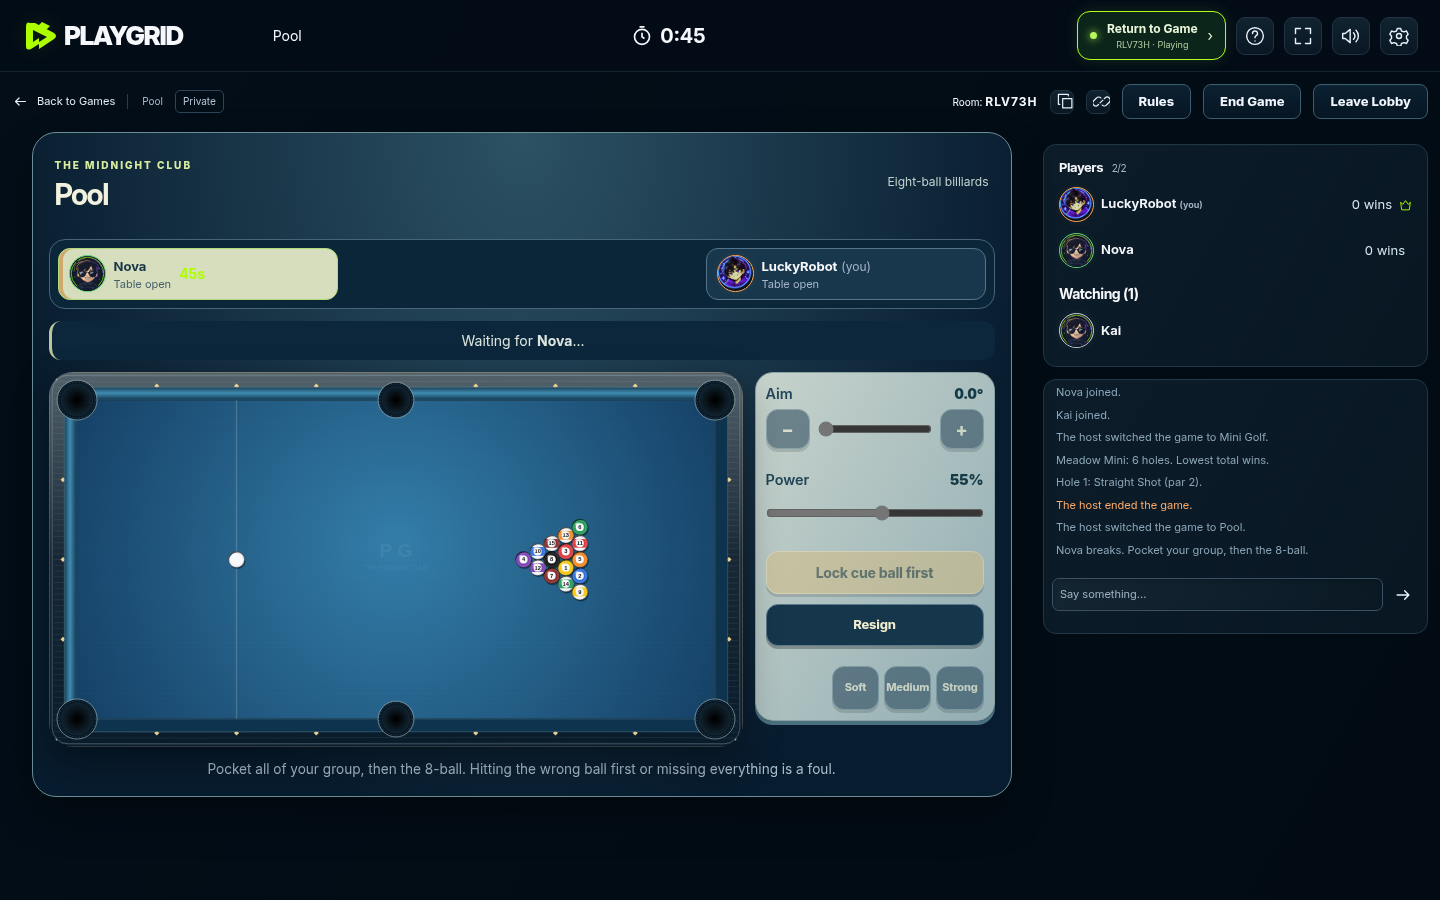 PLAYGRID
Pool
0:45
Return to Game
RLV73H · Playing
Back to Games
Pool
Private
Room: RLV73H
Rules
End Game
Leave Lobby
THE MIDNIGHT CLUB
Pool
Eight-ball billiards
Nova
Table open
45s
LuckyRobot (you)
Table open
Waiting for Nova...
P G
Aim
0.0°
−
+
Power
55%
Lock cue ball first
Resign
Soft
Medium
Strong
Pocket all of your group, then the 8-ball. Hitting the wrong ball first or missing everything is a foul.
Players 2/2
LuckyRobot (you)
0 wins
Nova
0 wins
Watching (1)
Kai
Nova joined.
Kai joined.
The host switched the game to Mini Golf.
Meadow Mini: 6 holes. Lowest total wins.
Hole 1: Straight Shot (par 2).
The host ended the game.
The host switched the game to Pool.
Nova breaks. Pocket your group, then the 8-ball.
Say something...